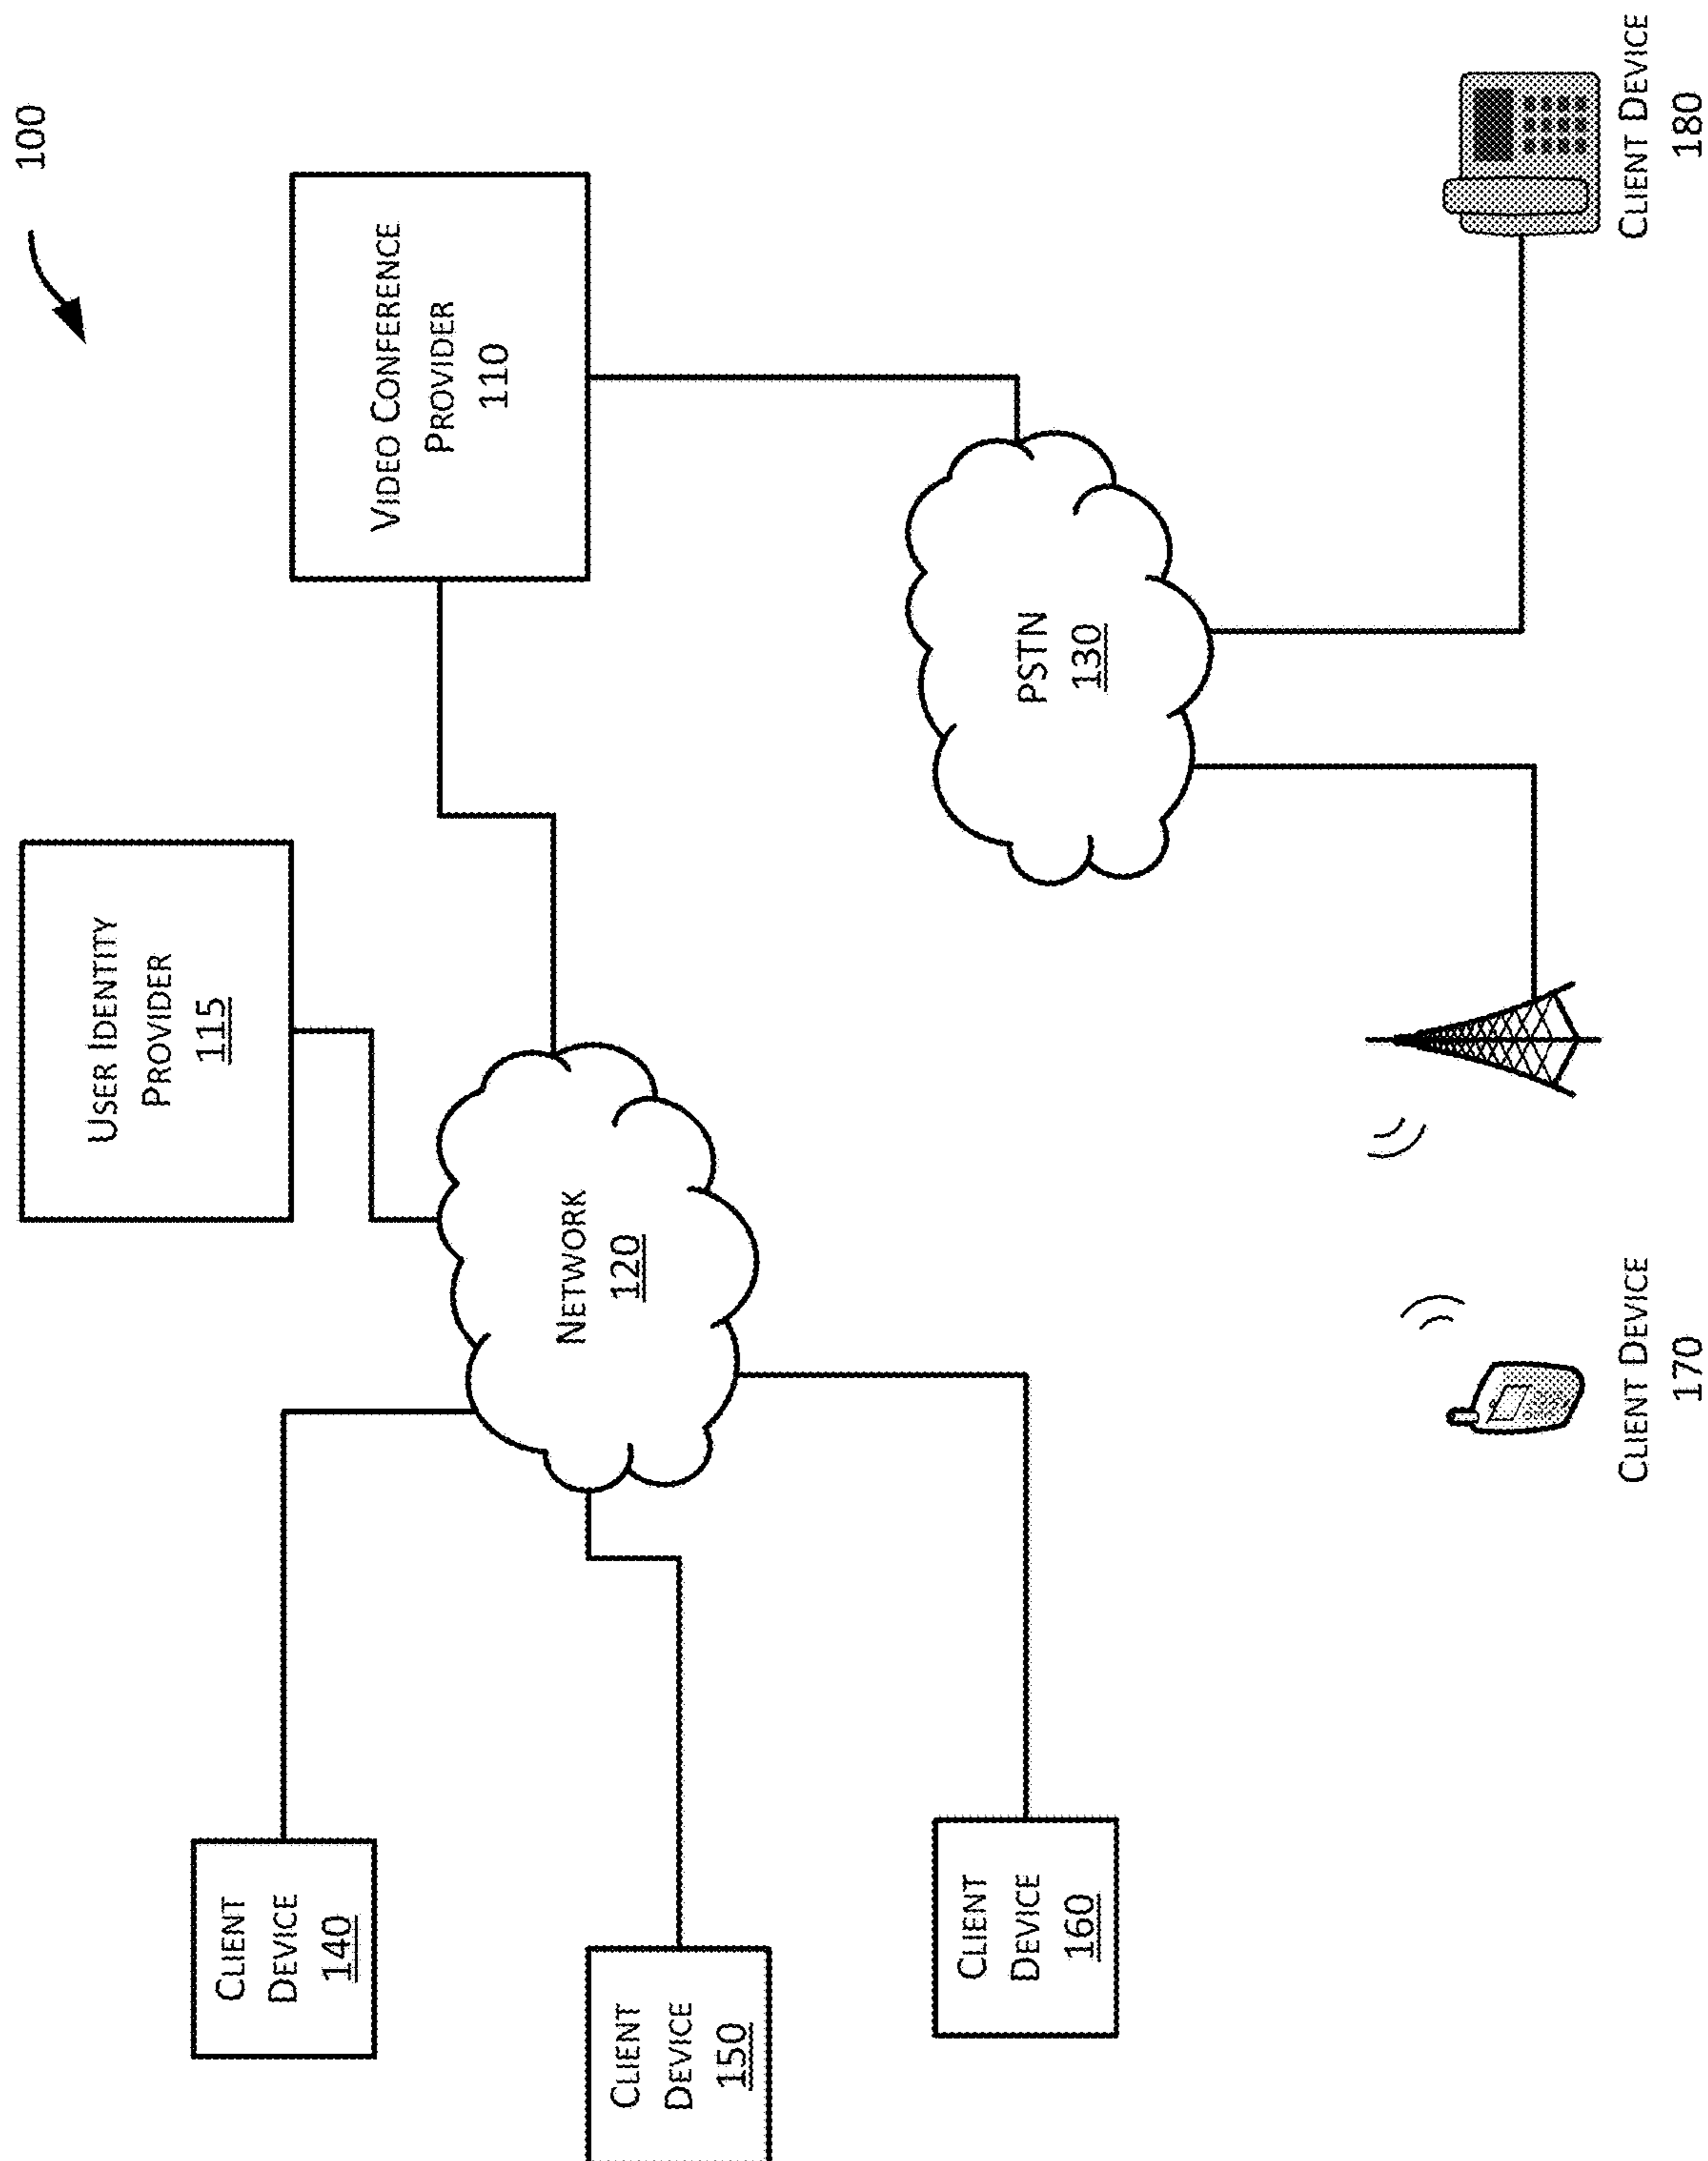 100
USER IDENTITY
PROVIDER
115
VIDEO CONFERENCE
PROVIDER
110
CLIENT
DEVICE
140
NETWORK
120
CLIENT
DEVICE
150
PSTN
130
CLIENT
DEVICE
160
CLIENT DEVICE
170
CLIENT DEVICE
180